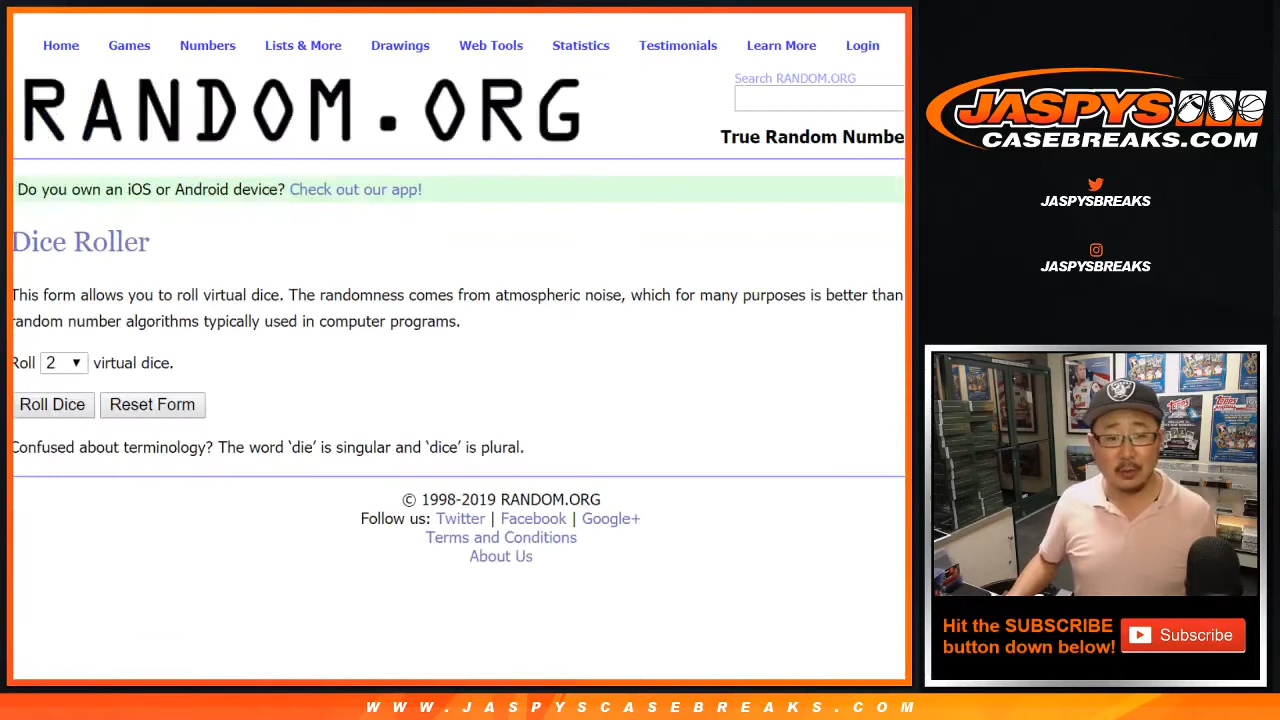 Home Games Numbers Lists & More Drawings Web Tools Statistics Testimonials Learn More Login
RANDOM.ORG
Search RANDOM.ORG
True Random Numbe
Do you own an iOS or Android device? Check out our app!
Dice Roller
This form allows you to roll virtual dice. The randomness comes from atmospheric noise, which for many purposes is better than
random number algorithms typically used in computer programs.
Roll 2 virtual dice.
Roll Dice Reset Form
Confused about terminology? The word ‘die’ is singular and ‘dice’ is plural.
© 1998-2019 RANDOM.ORG
Follow us: Twitter | Facebook | Google+
Terms and Conditions
About Us
JASPYS
CASEBREAKS.COM
JASPYSBREAKS
JASPYSBREAKS
Topps
TOPPS
Hit the SUBSCRIBE
button down below!
Subscribe
WWW.JASPYSCASEBREAKS.COM